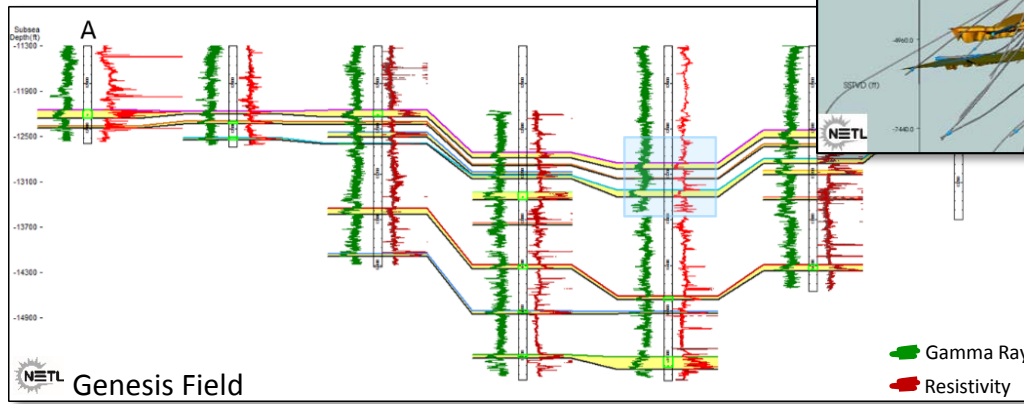 Subsea
Depth(ft)
A
-11300
-11900
-12500
-13100
-13700
-14300
-14900
-4960.0
SSTVD (ft)
-7440.0
NETL
NETL
Genesis Field
Gamma Ray
Resistivity